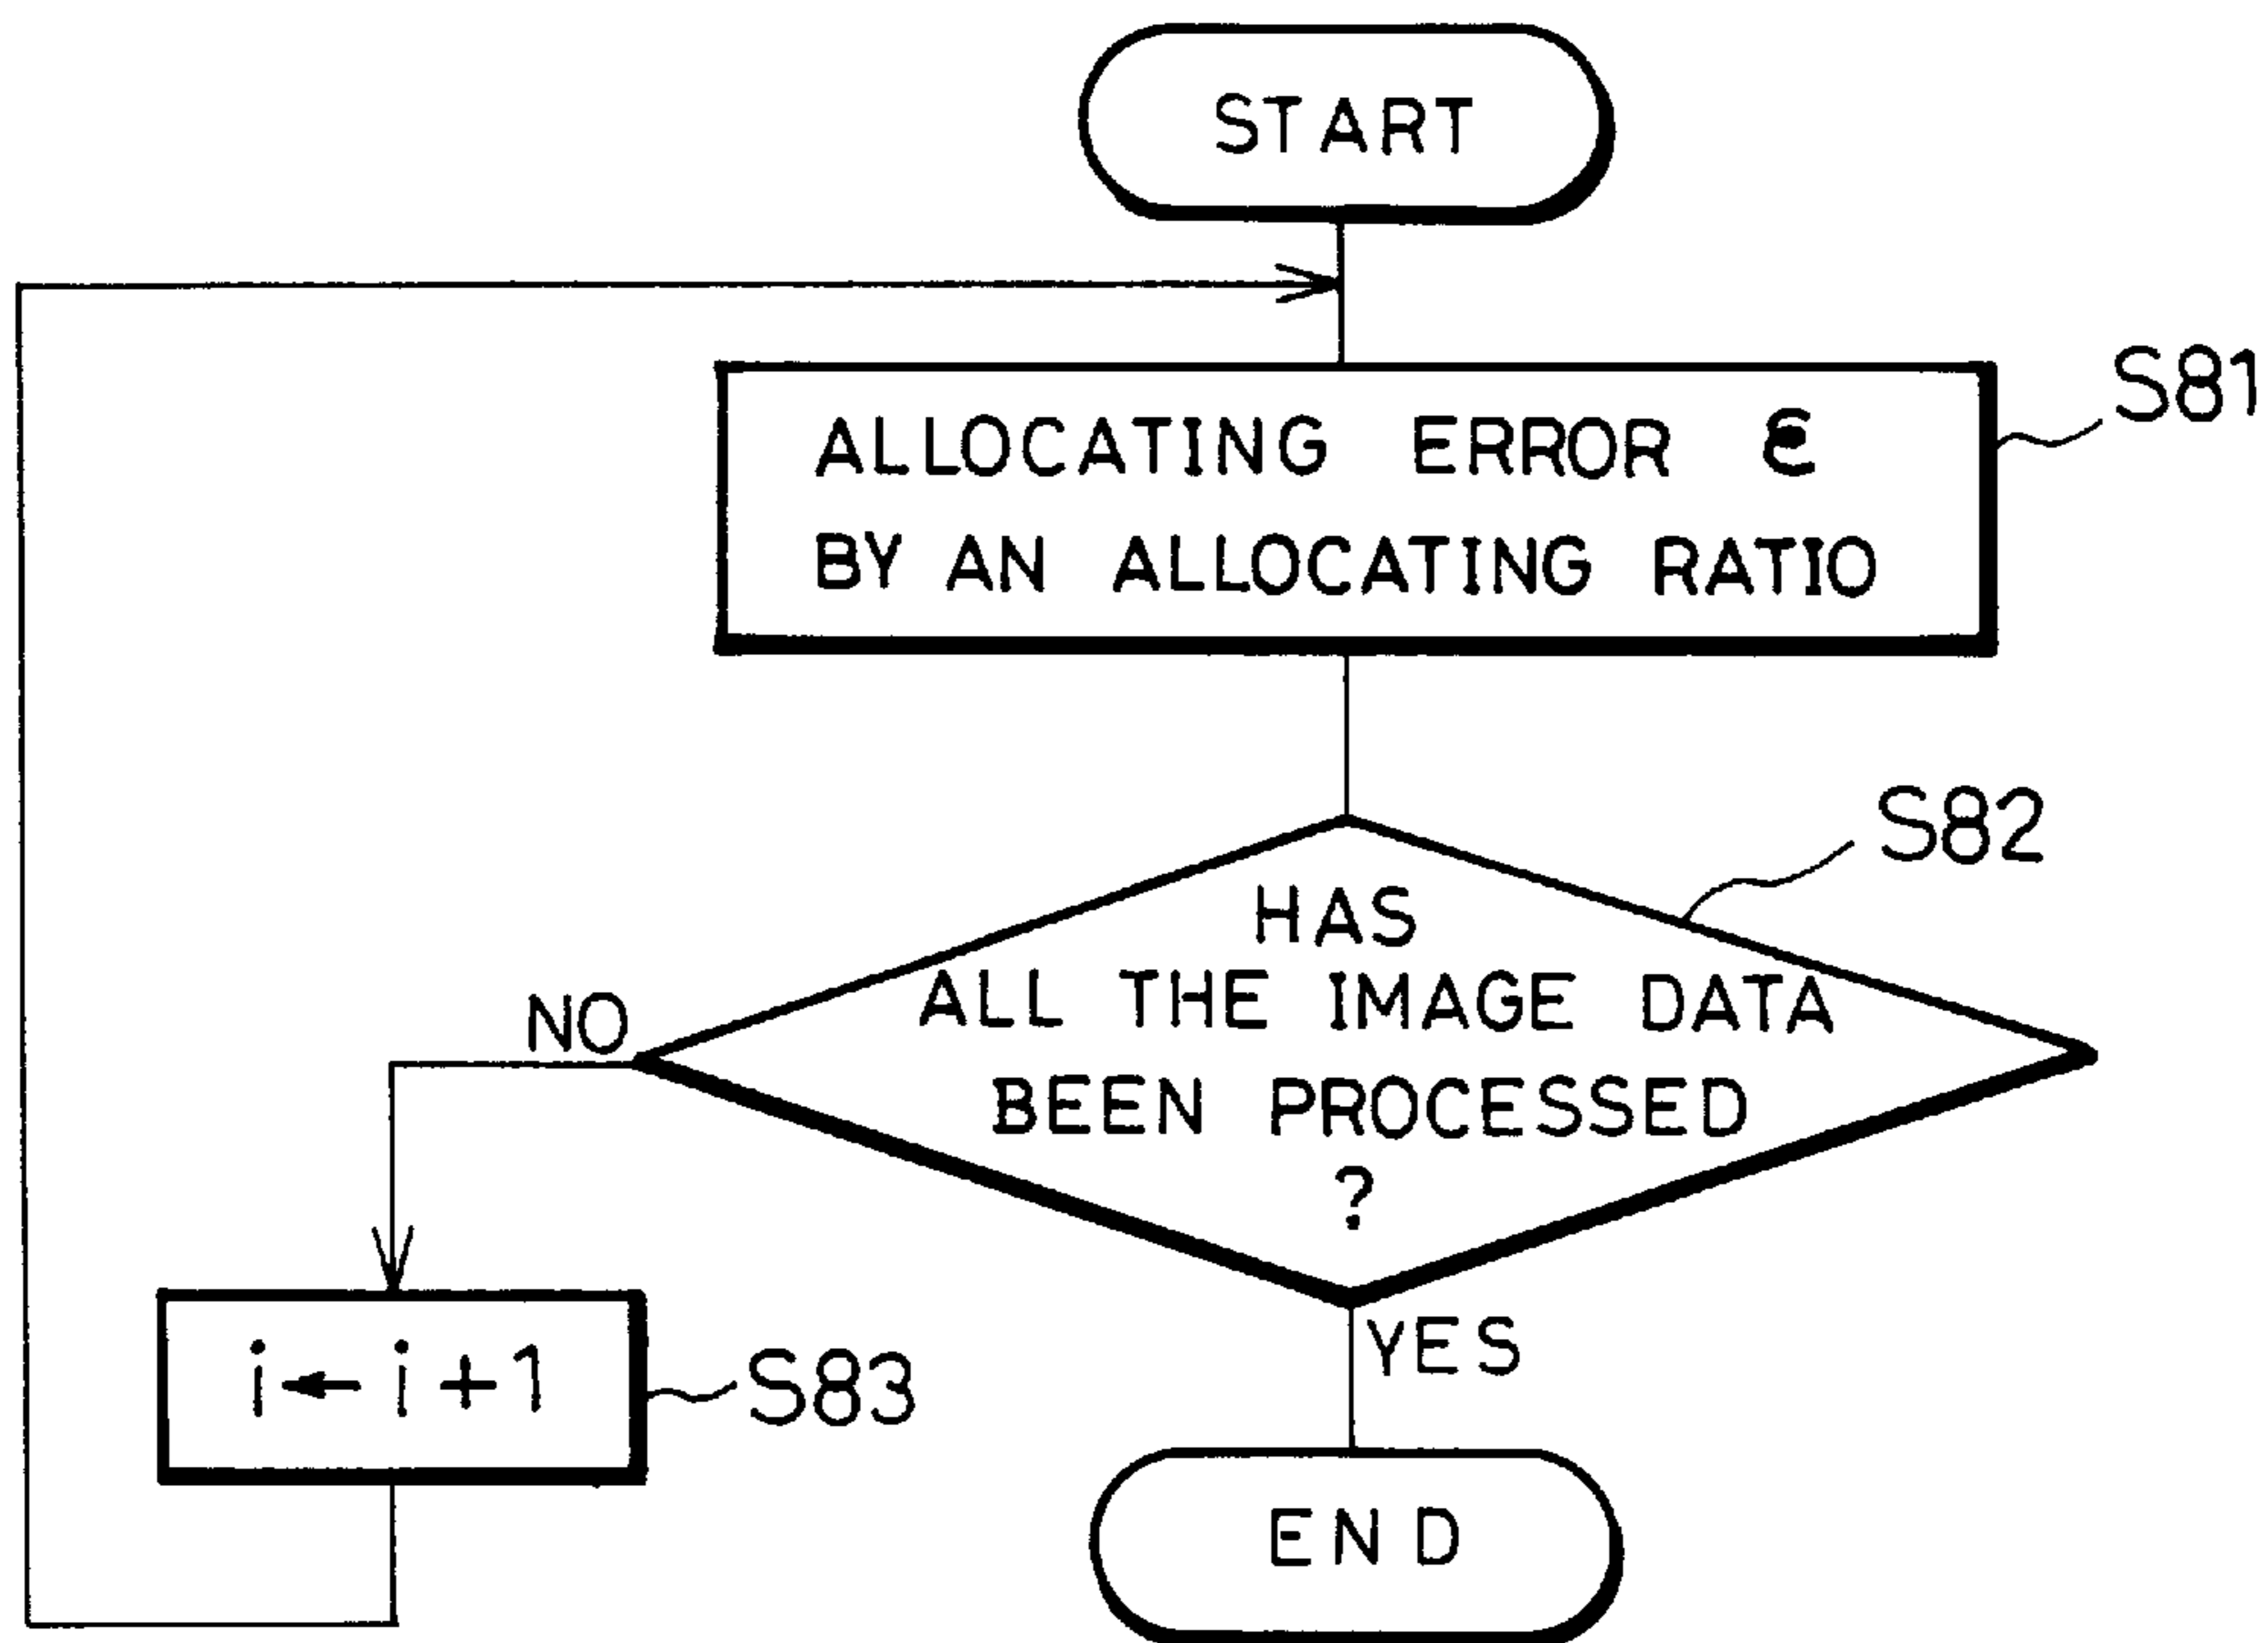 START
ALLOCATING ERROR ε
BY AN ALLOCATING RATIO
S81
S82
HAS
ALL THE IMAGE DATA
BEEN PROCESSED
?
NO
YES
i ← i + 1
S83
END